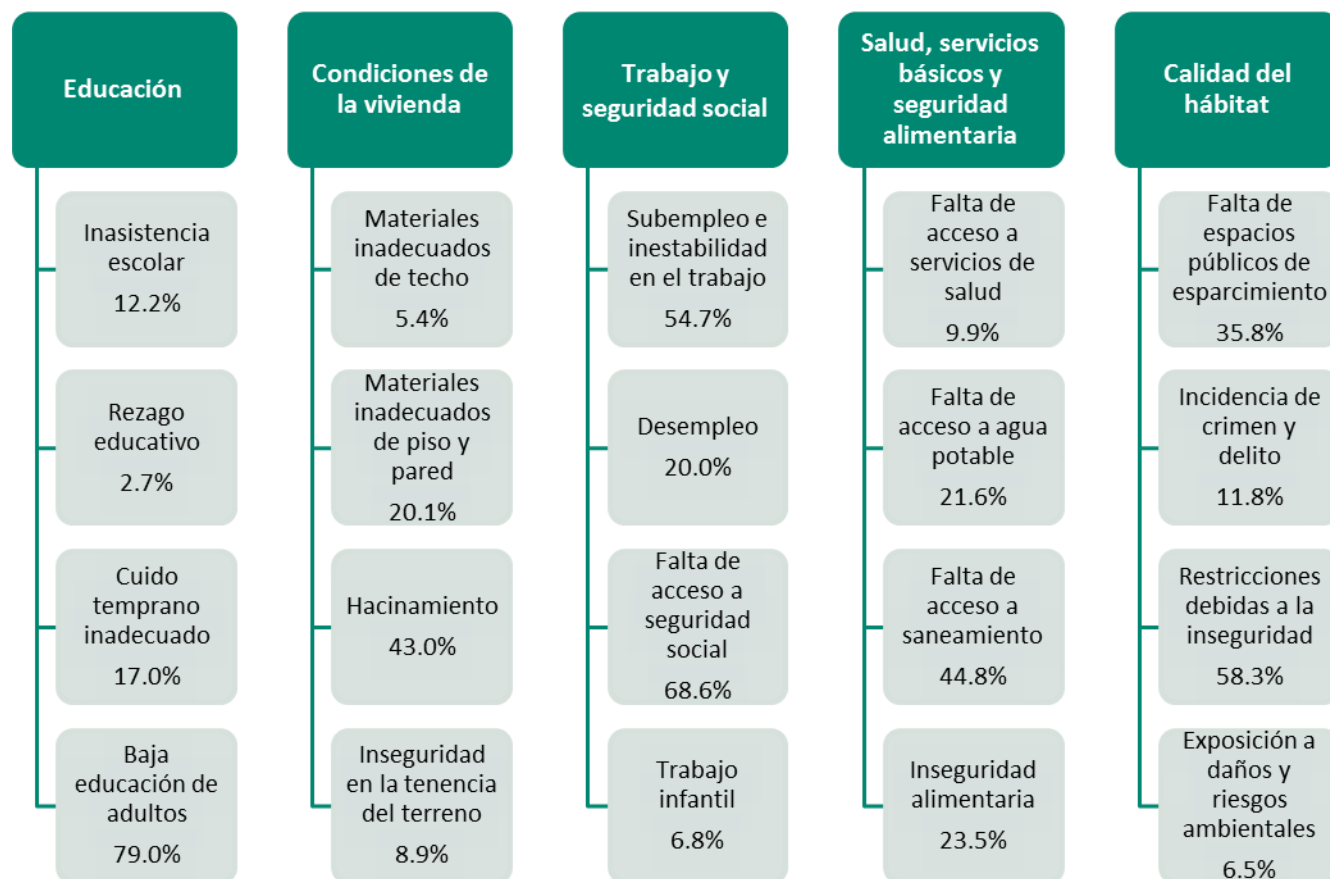 Educación
Inasistencia
escolar
12.2%
Rezago
educativo
2.7%
Cuido
temprano
inadecuado
17.0%
Baja
educación de
adultos
79.0%
Condiciones de
la vivienda
Materiales
inadecuados
de techo
5.4%
Materiales
inadecuados
de piso y
pared
20.1%
Hacinamiento
43.0%
Inseguridad
en la tenencia
del terreno
8.9%
Trabajo y
seguridad social
Subempleo e
inestabilidad
en el trabajo
54.7%
Desempleo
20.0%
Falta de
acceso a
seguridad
social
68.6%
Trabajo
infantil
6.8%
Salud, servicios
básicos y
seguridad
alimentaria
Falta de
acceso a
servicios de
salud
9.9%
Falta de
acceso a agua
potable
21.6%
Falta de
acceso a
saneamiento
44.8%
Inseguridad
alimentaria
23.5%
Calidad del
hábitat
Falta de
espacios
públicos de
esparcimiento
35.8%
Incidencia de
crimen y
delito
11.8%
Restricciones
debidas a la
inseguridad
58.3%
Exposición a
daños y
riesgos
ambientales
6.5%